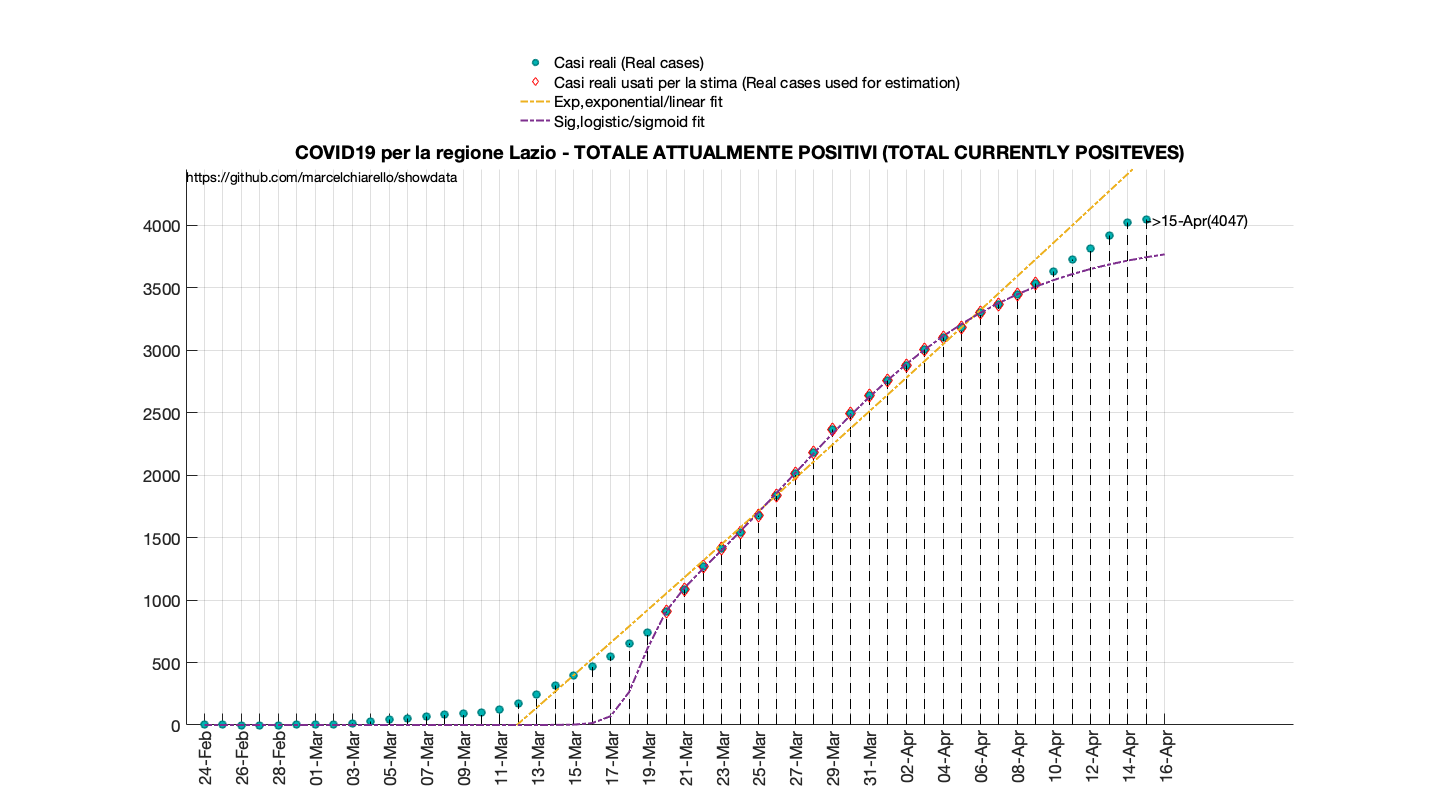 Casi reali (Real cases)
Casi reali usati per la stima (Real cases used for estimation)
Exp,exponential/linear fit
Sig,logistic/sigmoid fit
COVID19 per la regione Lazio - TOTALE ATTUALMENTE POSITIVI (TOTAL CURRENTLY POSITEVES)
https://github.com/marcelchiarello/showdata
4000
->15-Apr(4047)
3500
3000
2500
2000
1500
1000
500
0
24-Feb
26-Feb
28-Feb
01-Mar
03-Mar
05-Mar
07-Mar
09-Mar
11-Mar
13-Mar
15-Mar
17-Mar
19-Mar
21-Mar
23-Mar
25-Mar
27-Mar
29-Mar
31-Mar
02-Apr
04-Apr
06-Apr
08-Apr
10-Apr
12-Apr
14-Apr
16-Apr